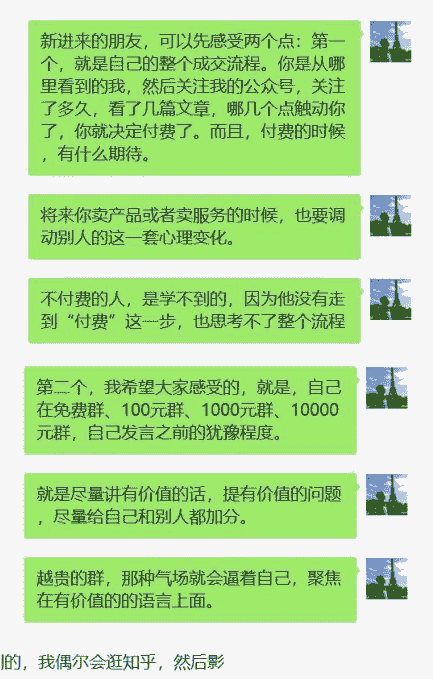 新进来的朋友，可以先感受两个点：第一
个，就是自己的整个成交流程。你是从哪
里看到的我，然后关注我的公众号，关注
了多久，看了几篇文章，哪几个点触动你
了，你就决定付费了。而且，付费的时候
，有什么期待。
将来你卖产品或者卖服务的时候，也要调
动别人的这一套心理变化。
不付费的人，是学不到的，因为他没有走
到“付费”这一步，也思考不了整个流程
第二个，我希望大家感受的，就是，自己
在免费群、100元群、1000元群、10000
元群，自己发言之前的犹豫程度。
就是尽量讲有价值的话，提有价值的问题
，尽量给自己和别人都加分。
越贵的群，那种气场就会逼着自己，聚焦
在有价值的的语言上面。
的，我偶尔会逛知乎，然后影